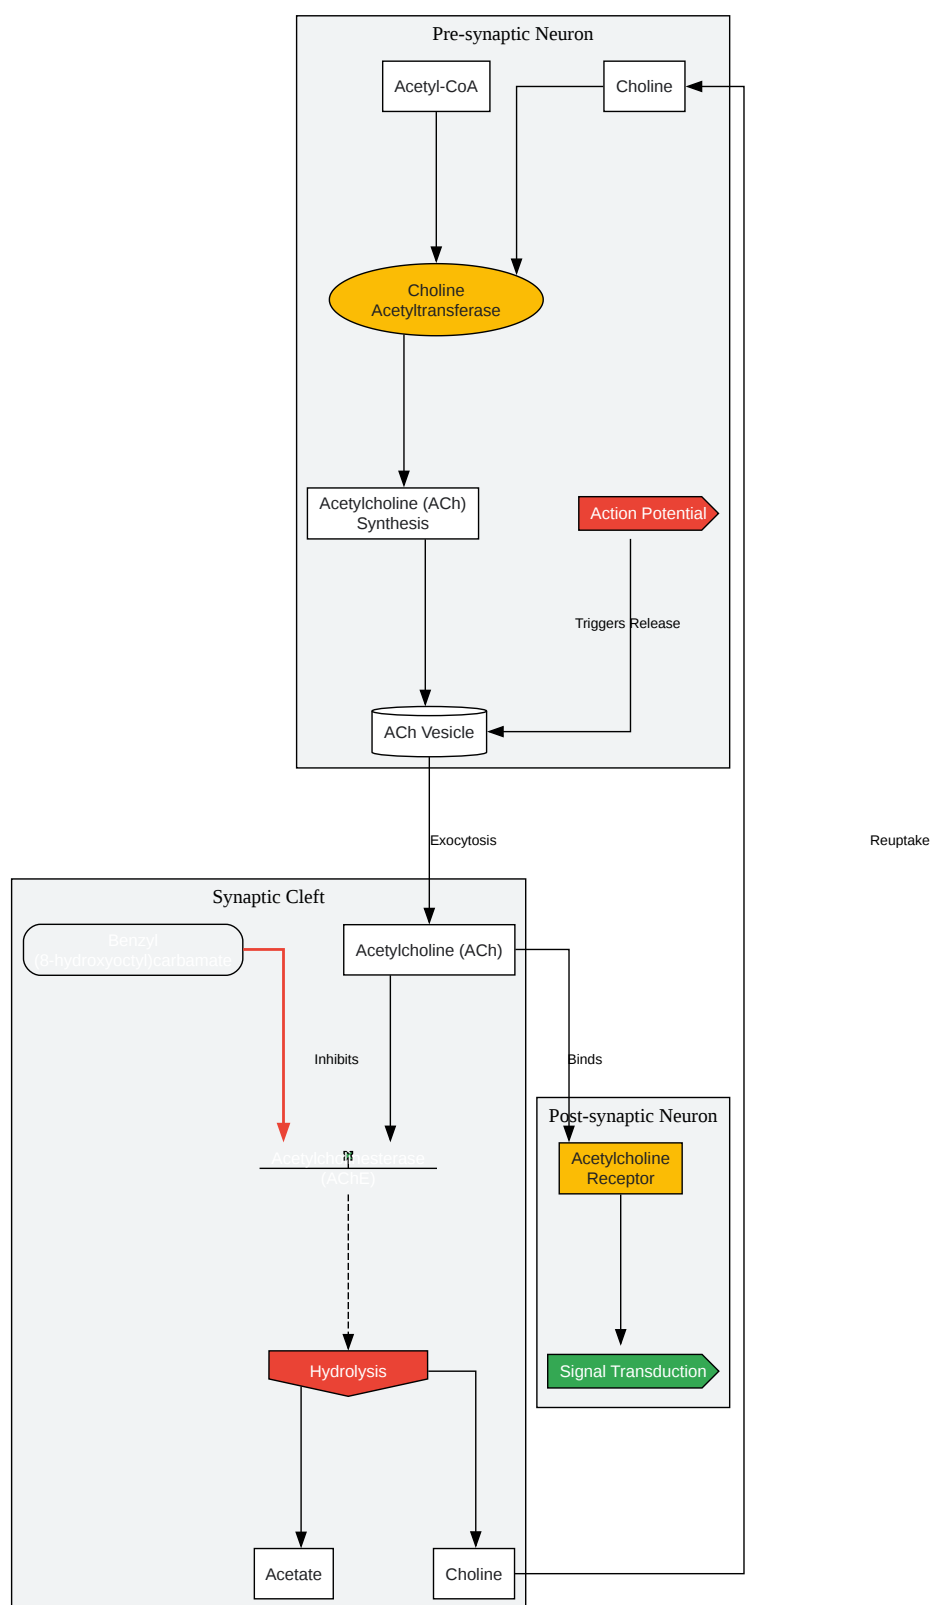 Pre-synaptic Neuron
Acetyl-CoA
Choline
Choline
Acetyltransferase
Acetylcholine (ACh)
Synthesis
Action Potential
Triggers Release
ACh Vesicle
Exocytosis
Reuptake
Synaptic Cleft
Benzyl
(8-hydroxyoctyl)carbamate
Acetylcholine (ACh)
Inhibits
Binds
Post-synaptic Neuron
Acetylcholinesterase
(AChE)
Acetylcholine
Receptor
Hydrolysis
Signal Transduction
Acetate
Choline